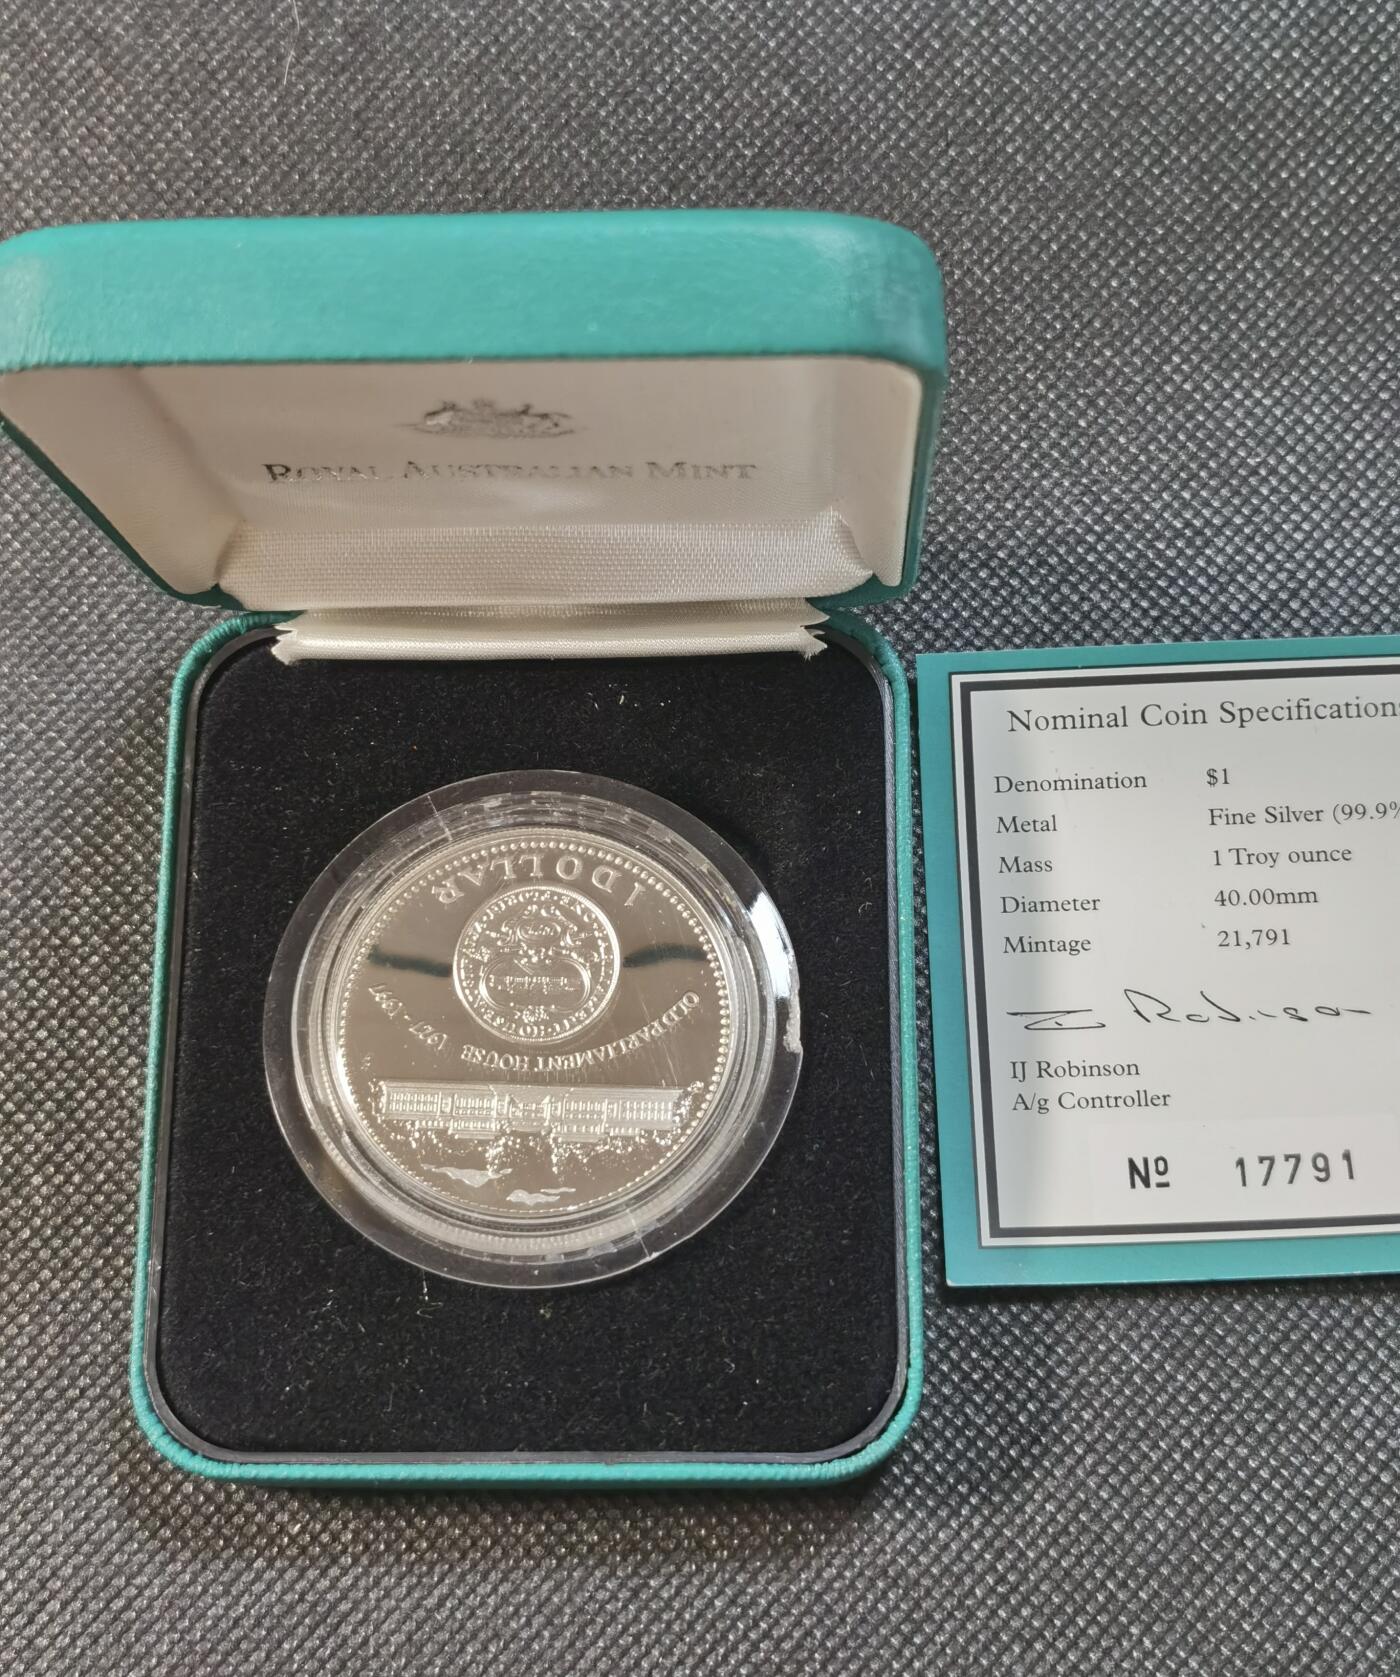 ROYAL AUSTRALIAN MINT
1 DOLLAR
OLD PARLIAMENT HOUSE 1927 - 1997
Nominal Coin Specification
Denomination $1
Metal Fine Silver (99.9%
Mass 1 Troy ounce
Diameter 40.00mm
Mintage 21,791
IJ Robinson
A/g Controller
Nº 17791